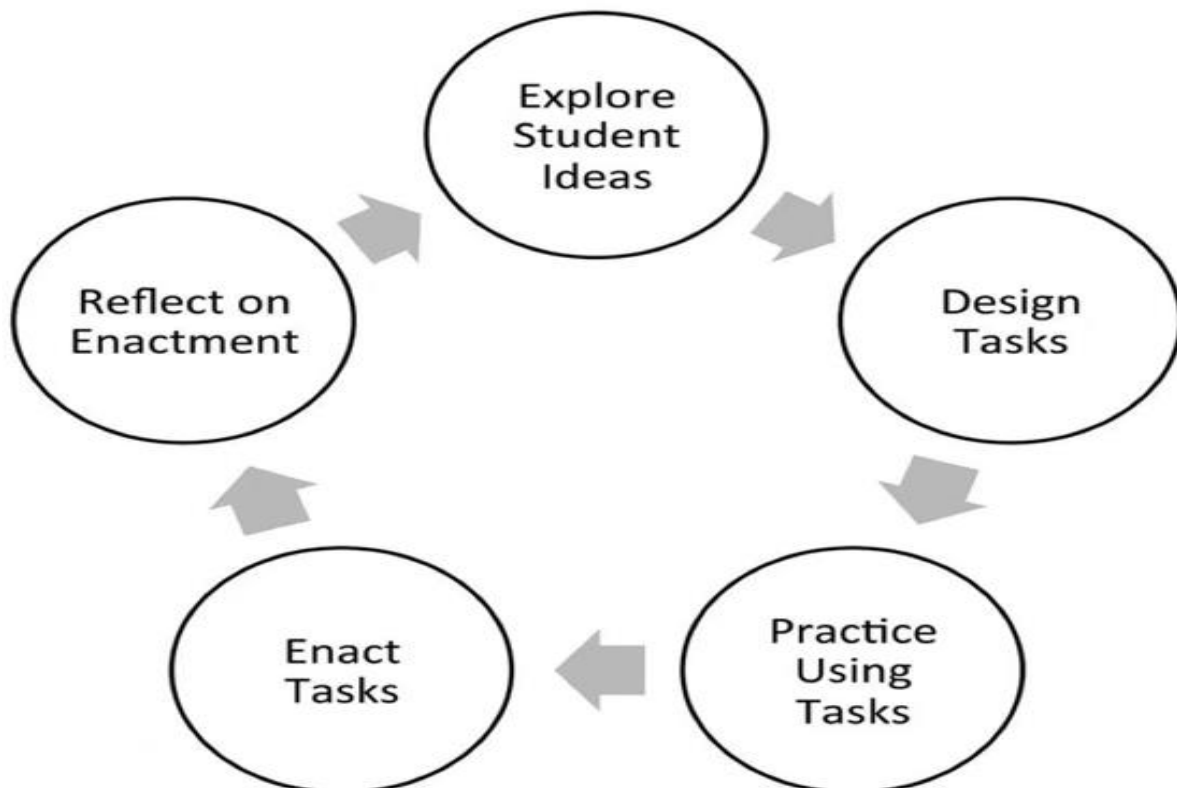 Explore
Student
Ideas
Design
Tasks
Practice
Using
Tasks
Enact
Tasks
Reflect on
Enactment